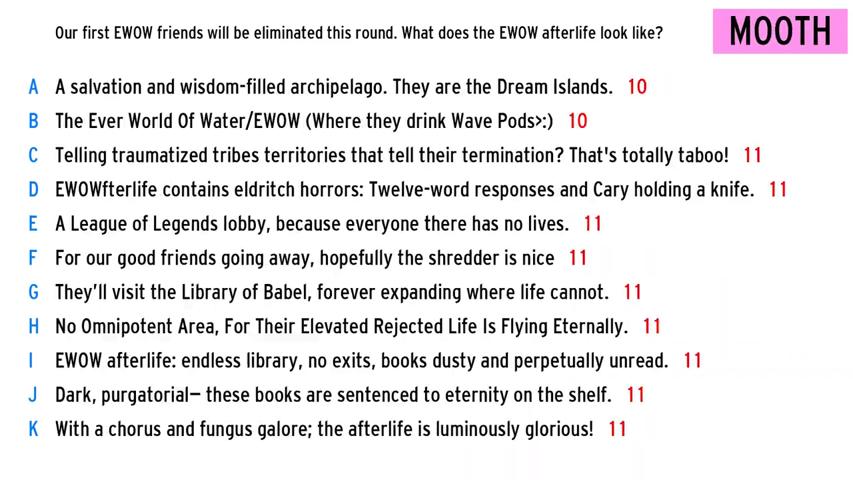 Our first EWOW friends will be eliminated this round. What does the EWOW afterlife look like?
MOOTH
A A salvation and wisdom-filled archipelago. They are the Dream Islands. 10
B The Ever World Of Water/EWOW (Where they drink Wave Pods>:) 10
C Telling traumatized tribes territories that tell their termination? That's totally taboo! 11
D EWOWfterlife contains eldritch horrors: Twelve-word responses and Cary holding a knife. 11
E A League of Legends lobby, because everyone there has no lives. 11
F For our good friends going away, hopefully the shredder is nice 11
G They'll visit the Library of Babel, forever expanding where life cannot. 11
H No Omnipotent Area, For Their Elevated Rejected Life Is Flying Eternally. 11
I EWOW afterlife: endless library, no exits, books dusty and perpetually unread. 11
J Dark, purgatorial— these books are sentenced to eternity on the shelf. 11
K With a chorus and fungus galore; the afterlife is luminously glorious! 11